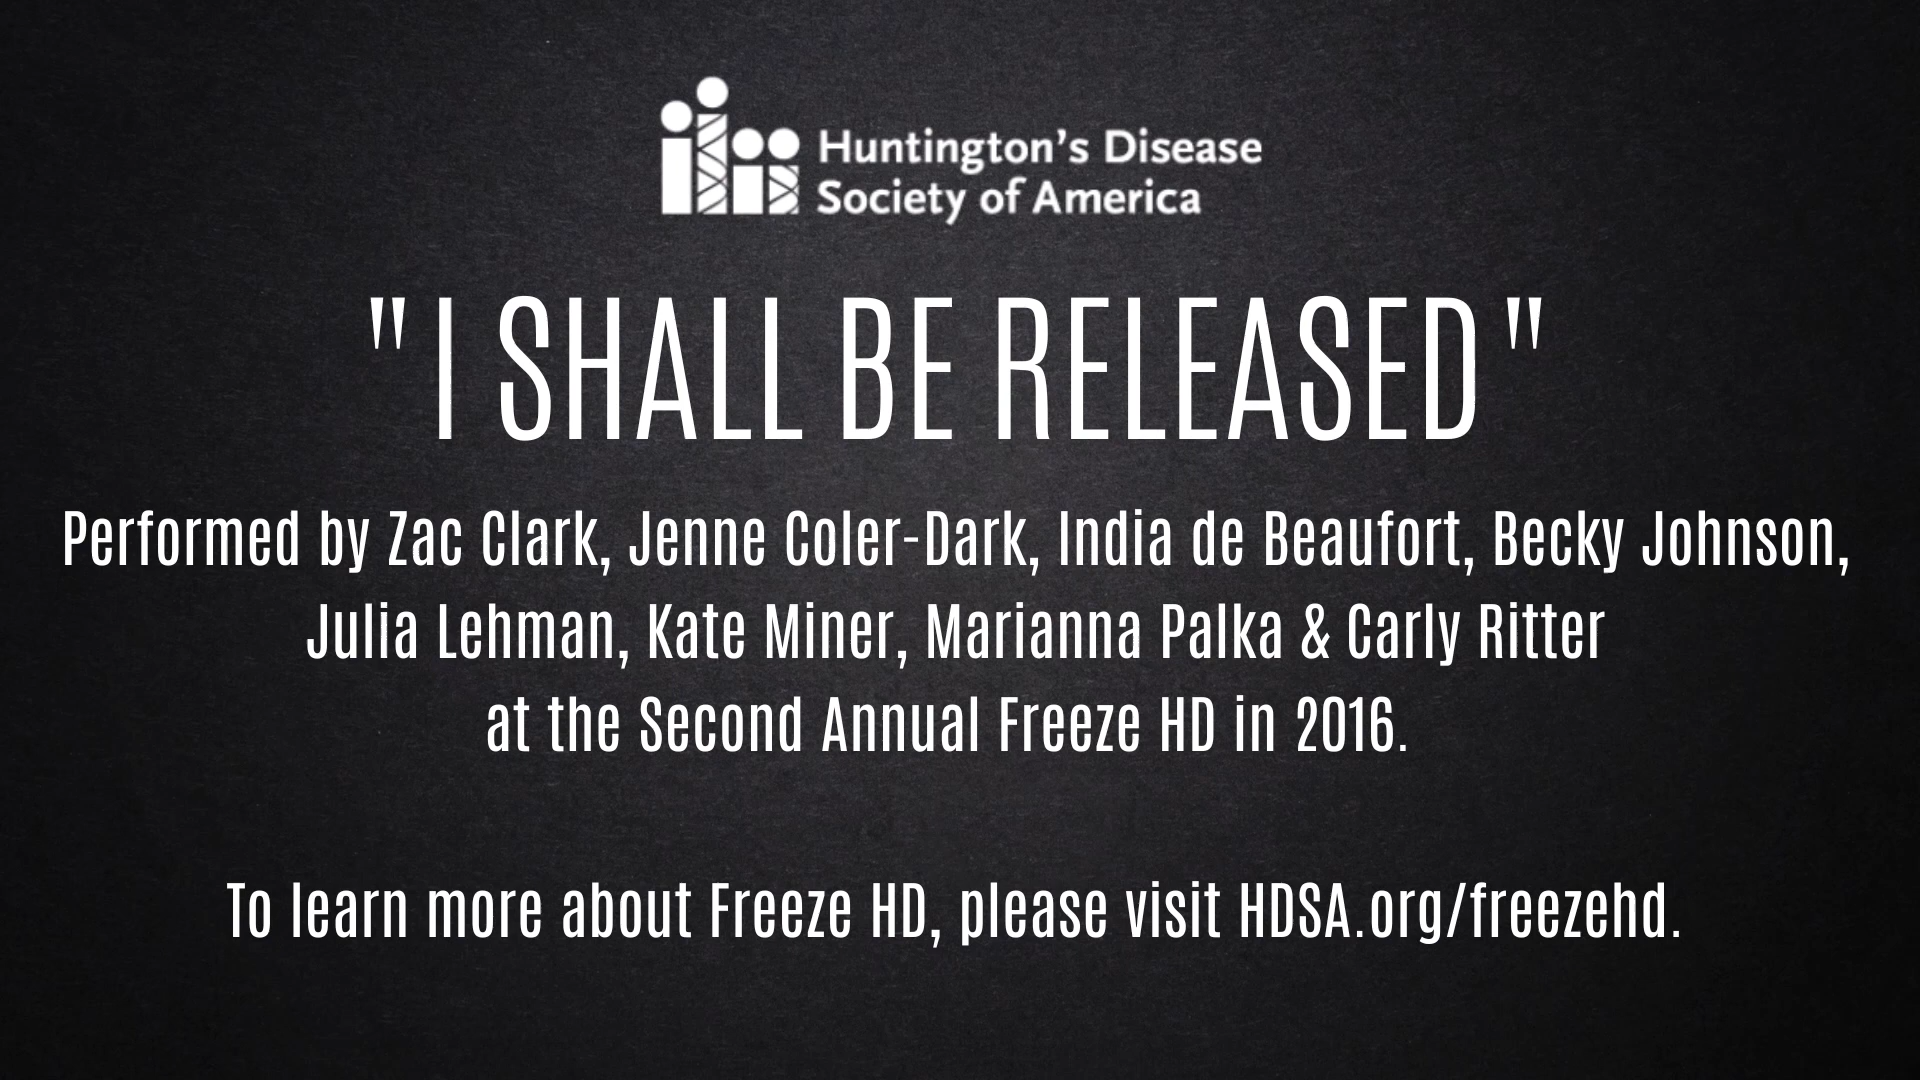 Huntington's Disease
Society of America
"I SHALL BE RELEASED"
Performed by Zac Clark, Jenne Coler-Dark, India de Beaufort, Becky Johnson,
Julia Lehman, Kate Miner, Marianna Palka & Carly Ritter
at the Second Annual Freeze HD in 2016.
To learn more about Freeze HD, please visit HDSA.org/freezehd.